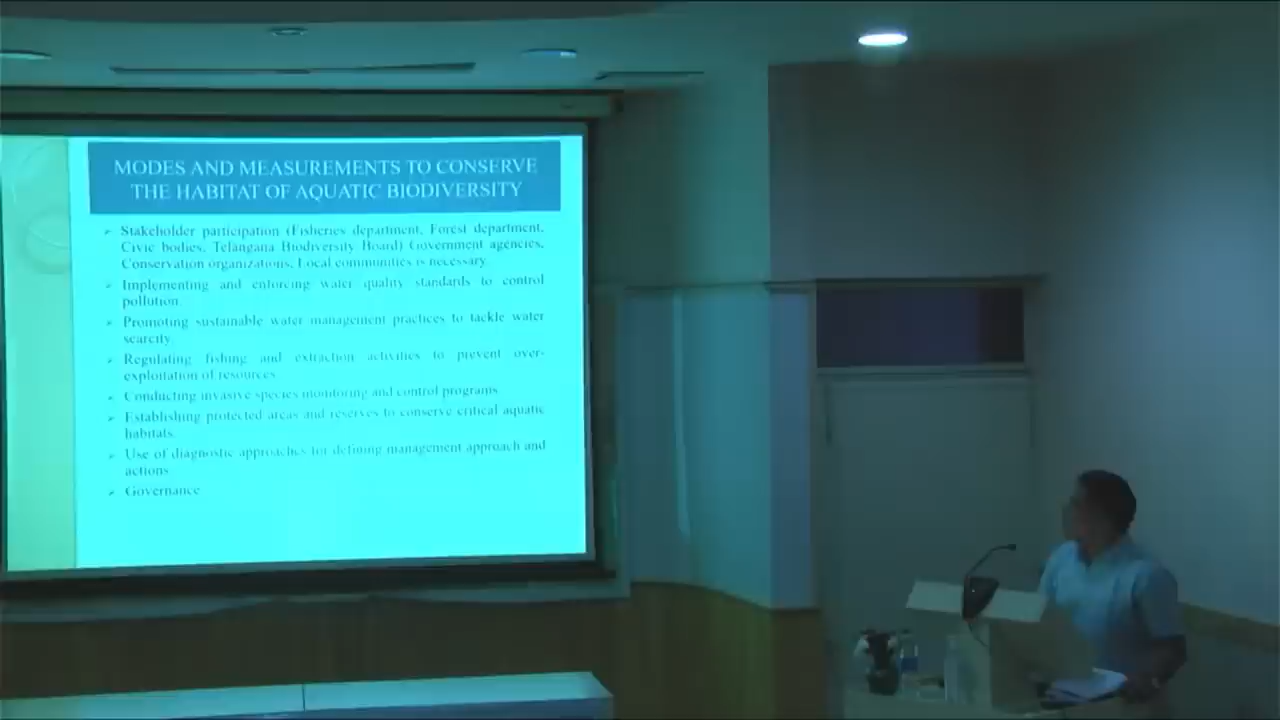 MODES AND MEASUREMENTS TO CONSERVE
THE HABITAT OF AQUATIC BIODIVERSITY
Stakeholder participation (Fisheries department, Forest department,
Civic bodies, Telangana Biodiversity Board) Government agencies,
Conservation organizations, Local communities is necessary.
Implementing and enforcing water quality standards to control
pollution.
Promoting sustainable water management practices to tackle water
scarcity.
Regulating fishing and extraction activities to prevent over-
exploitation of resources.
Conducting invasive species monitoring and control programs
Establishing protected areas and reserves to conserve critical aquatic
habitats.
Use of diagnostic approaches for defining management approach and
actions
Governance